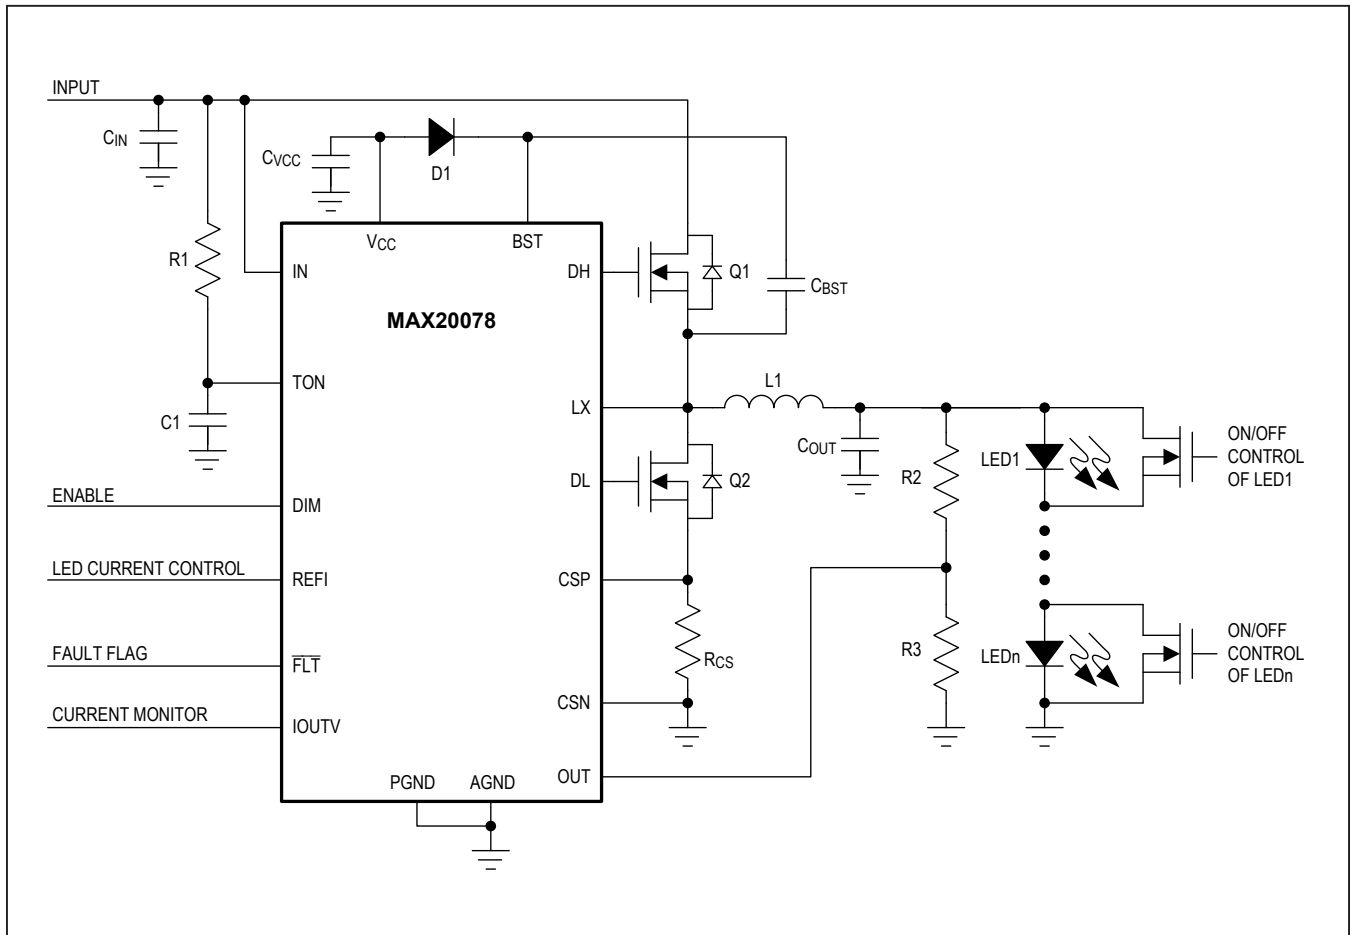 INPUT
CIN
CVCC
D1
R1
VCC
BST
IN
DH
Q1
CBST
MAX20078
TON
C1
LX
L1
COUT
R2
LED1
ON/OFF
CONTROL
OF LED1
DL
Q2
ENABLE
DIM
LED CURRENT CONTROL
REFI
CSP
FAULT FLAG
FLT
RCS
R3
LEDn
ON/OFF
CONTROL
OF LEDn
CURRENT MONITOR
IOUTV
CSN
OUT
PGND
AGND